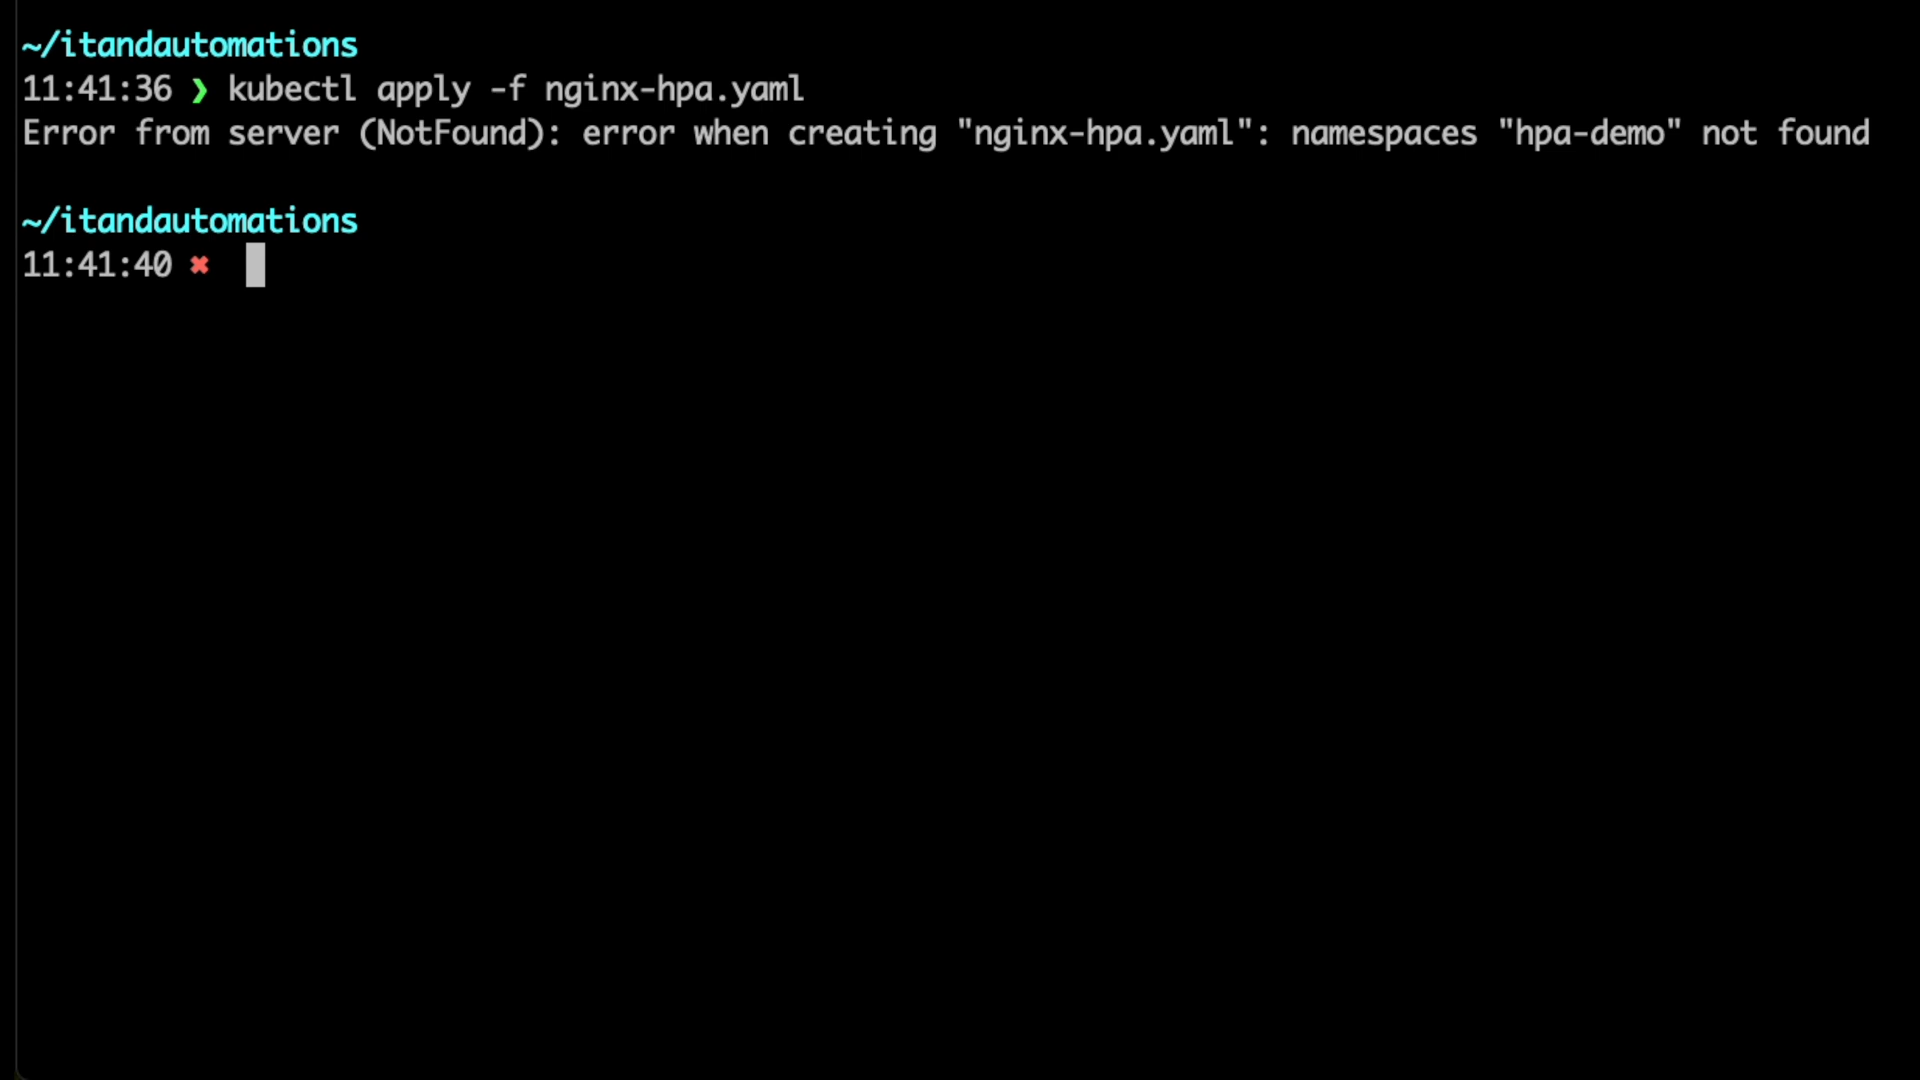 ~/itandautomations
11:41:36 ❯ kubectl apply -f nginx-hpa.yaml
Error from server (NotFound): error when creating "nginx-hpa.yaml": namespaces "hpa-demo" not found
~/itandautomations
11:41:40 ✖